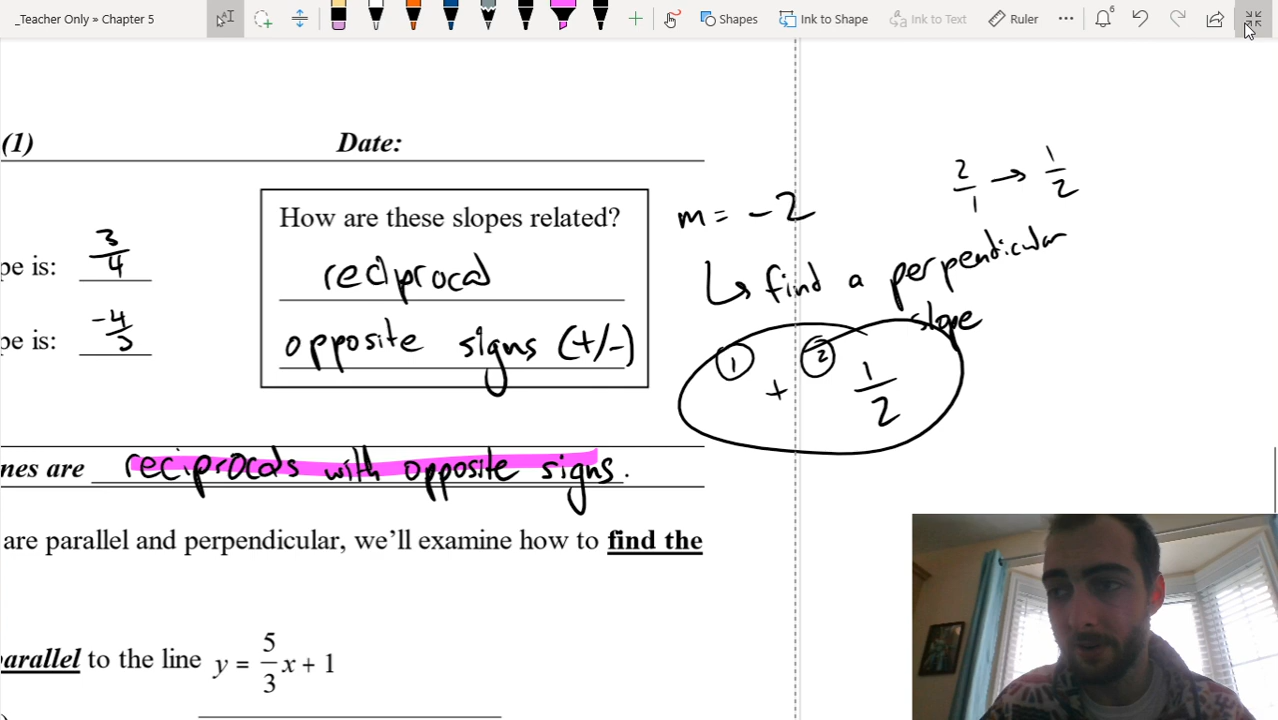 _Teacher Only » Chapter 5
Shapes
Ink to Shape
Ink to Text
Ruler
6
(1) Date:
pe is: 3/4
pe is: -4/3
How are these slopes related?
reciprocal
opposite signs (+/-)
m = -2
2/1 → 1/2
↳ find a perpendicular
slope
① ②
+ 1/2
nes are reciprocals with opposite signs.
are parallel and perpendicular, we’ll examine how to find the
arallel to the line y = 5/3 x + 1